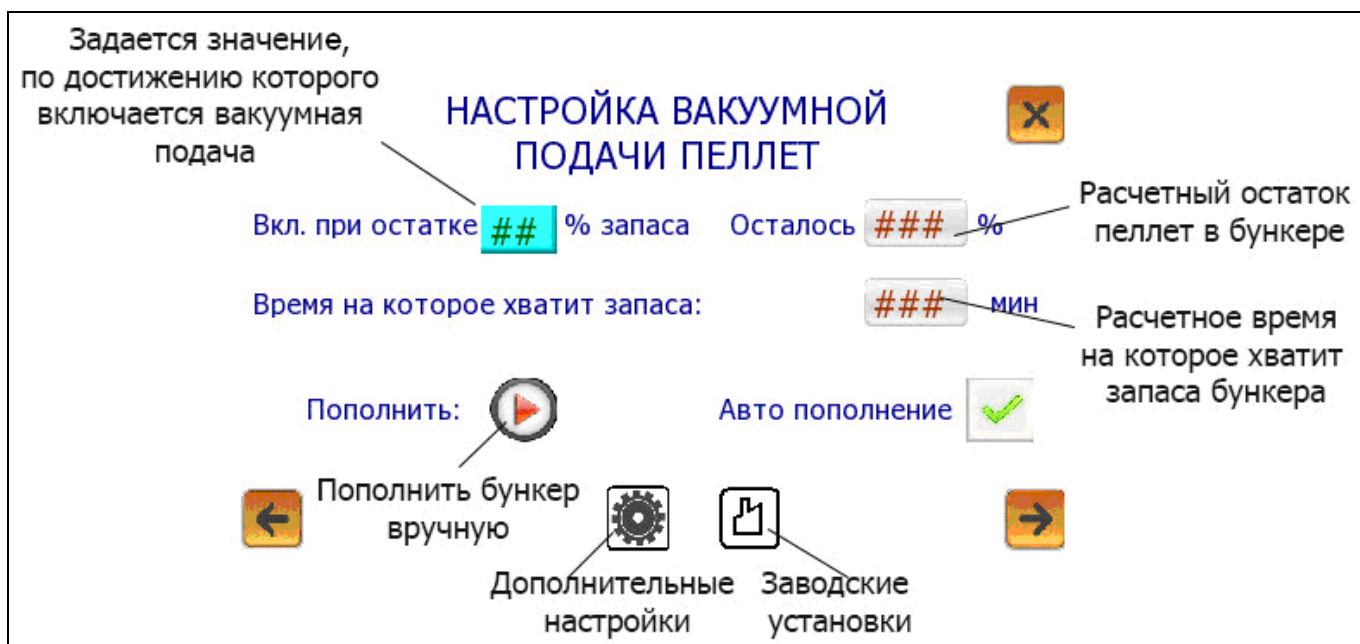 Задается значение,
по достижению которого
включается вакуумная
подача
НАСТРОЙКА ВАКУУМНОЙ
ПОДАЧИ ПЕЛЛЕТ
Вкл. при остатке ## % запаса Осталось ### %
Расчетный остаток
пеллет в бункере
Время на которое хватит запаса: ### мин
Расчетное время
на которое хватит
запаса бункера
Пополнить: Авто пополнение
Пополнить бункер
вручную
Дополнительные
настройки
Заводские
установки